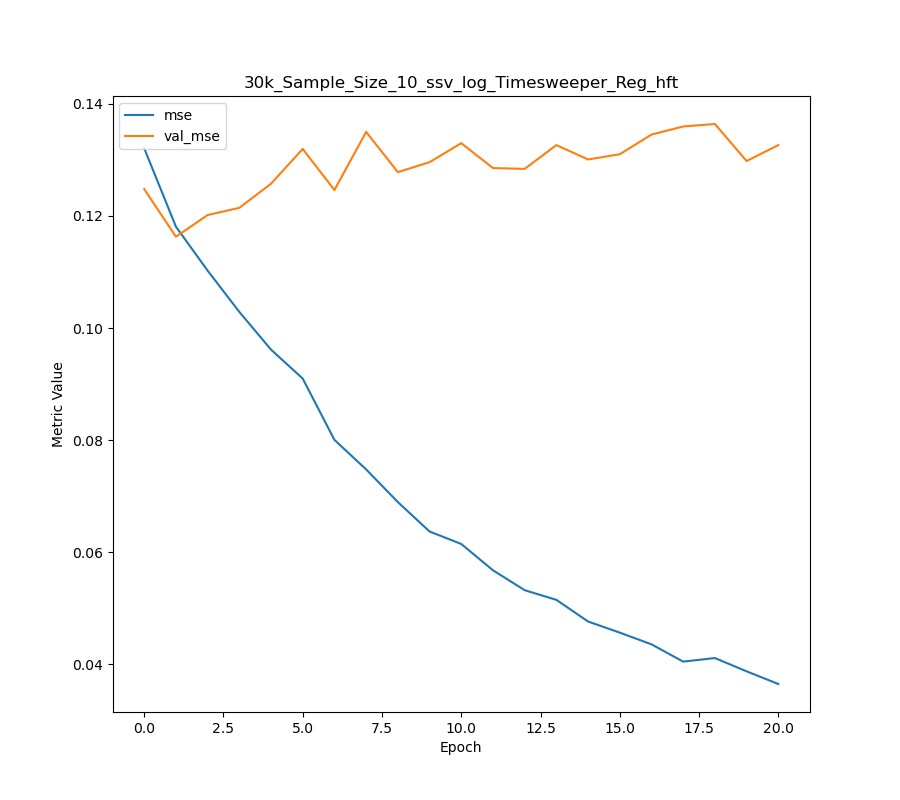 30k_Sample_Size_10_ssv_log_Timesweeper_Reg_hft
mse
val_mse
0.14
0.12
0.10
0.08
0.06
0.04
Metric Value
0.0 2.5 5.0 7.5 10.0 12.5 15.0 17.5 20.0
Epoch